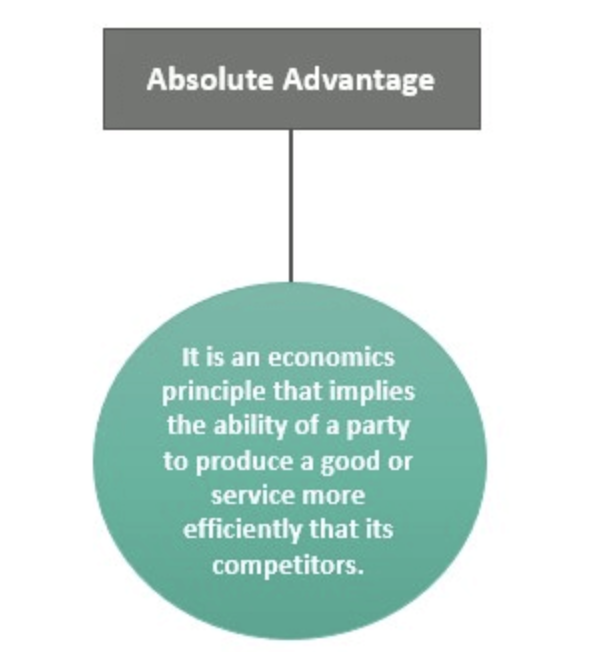 Absolute Advantage
It is an economics
principle that implies
the ability of a party
to produce a good or
service more
efficiently that its
competitors.